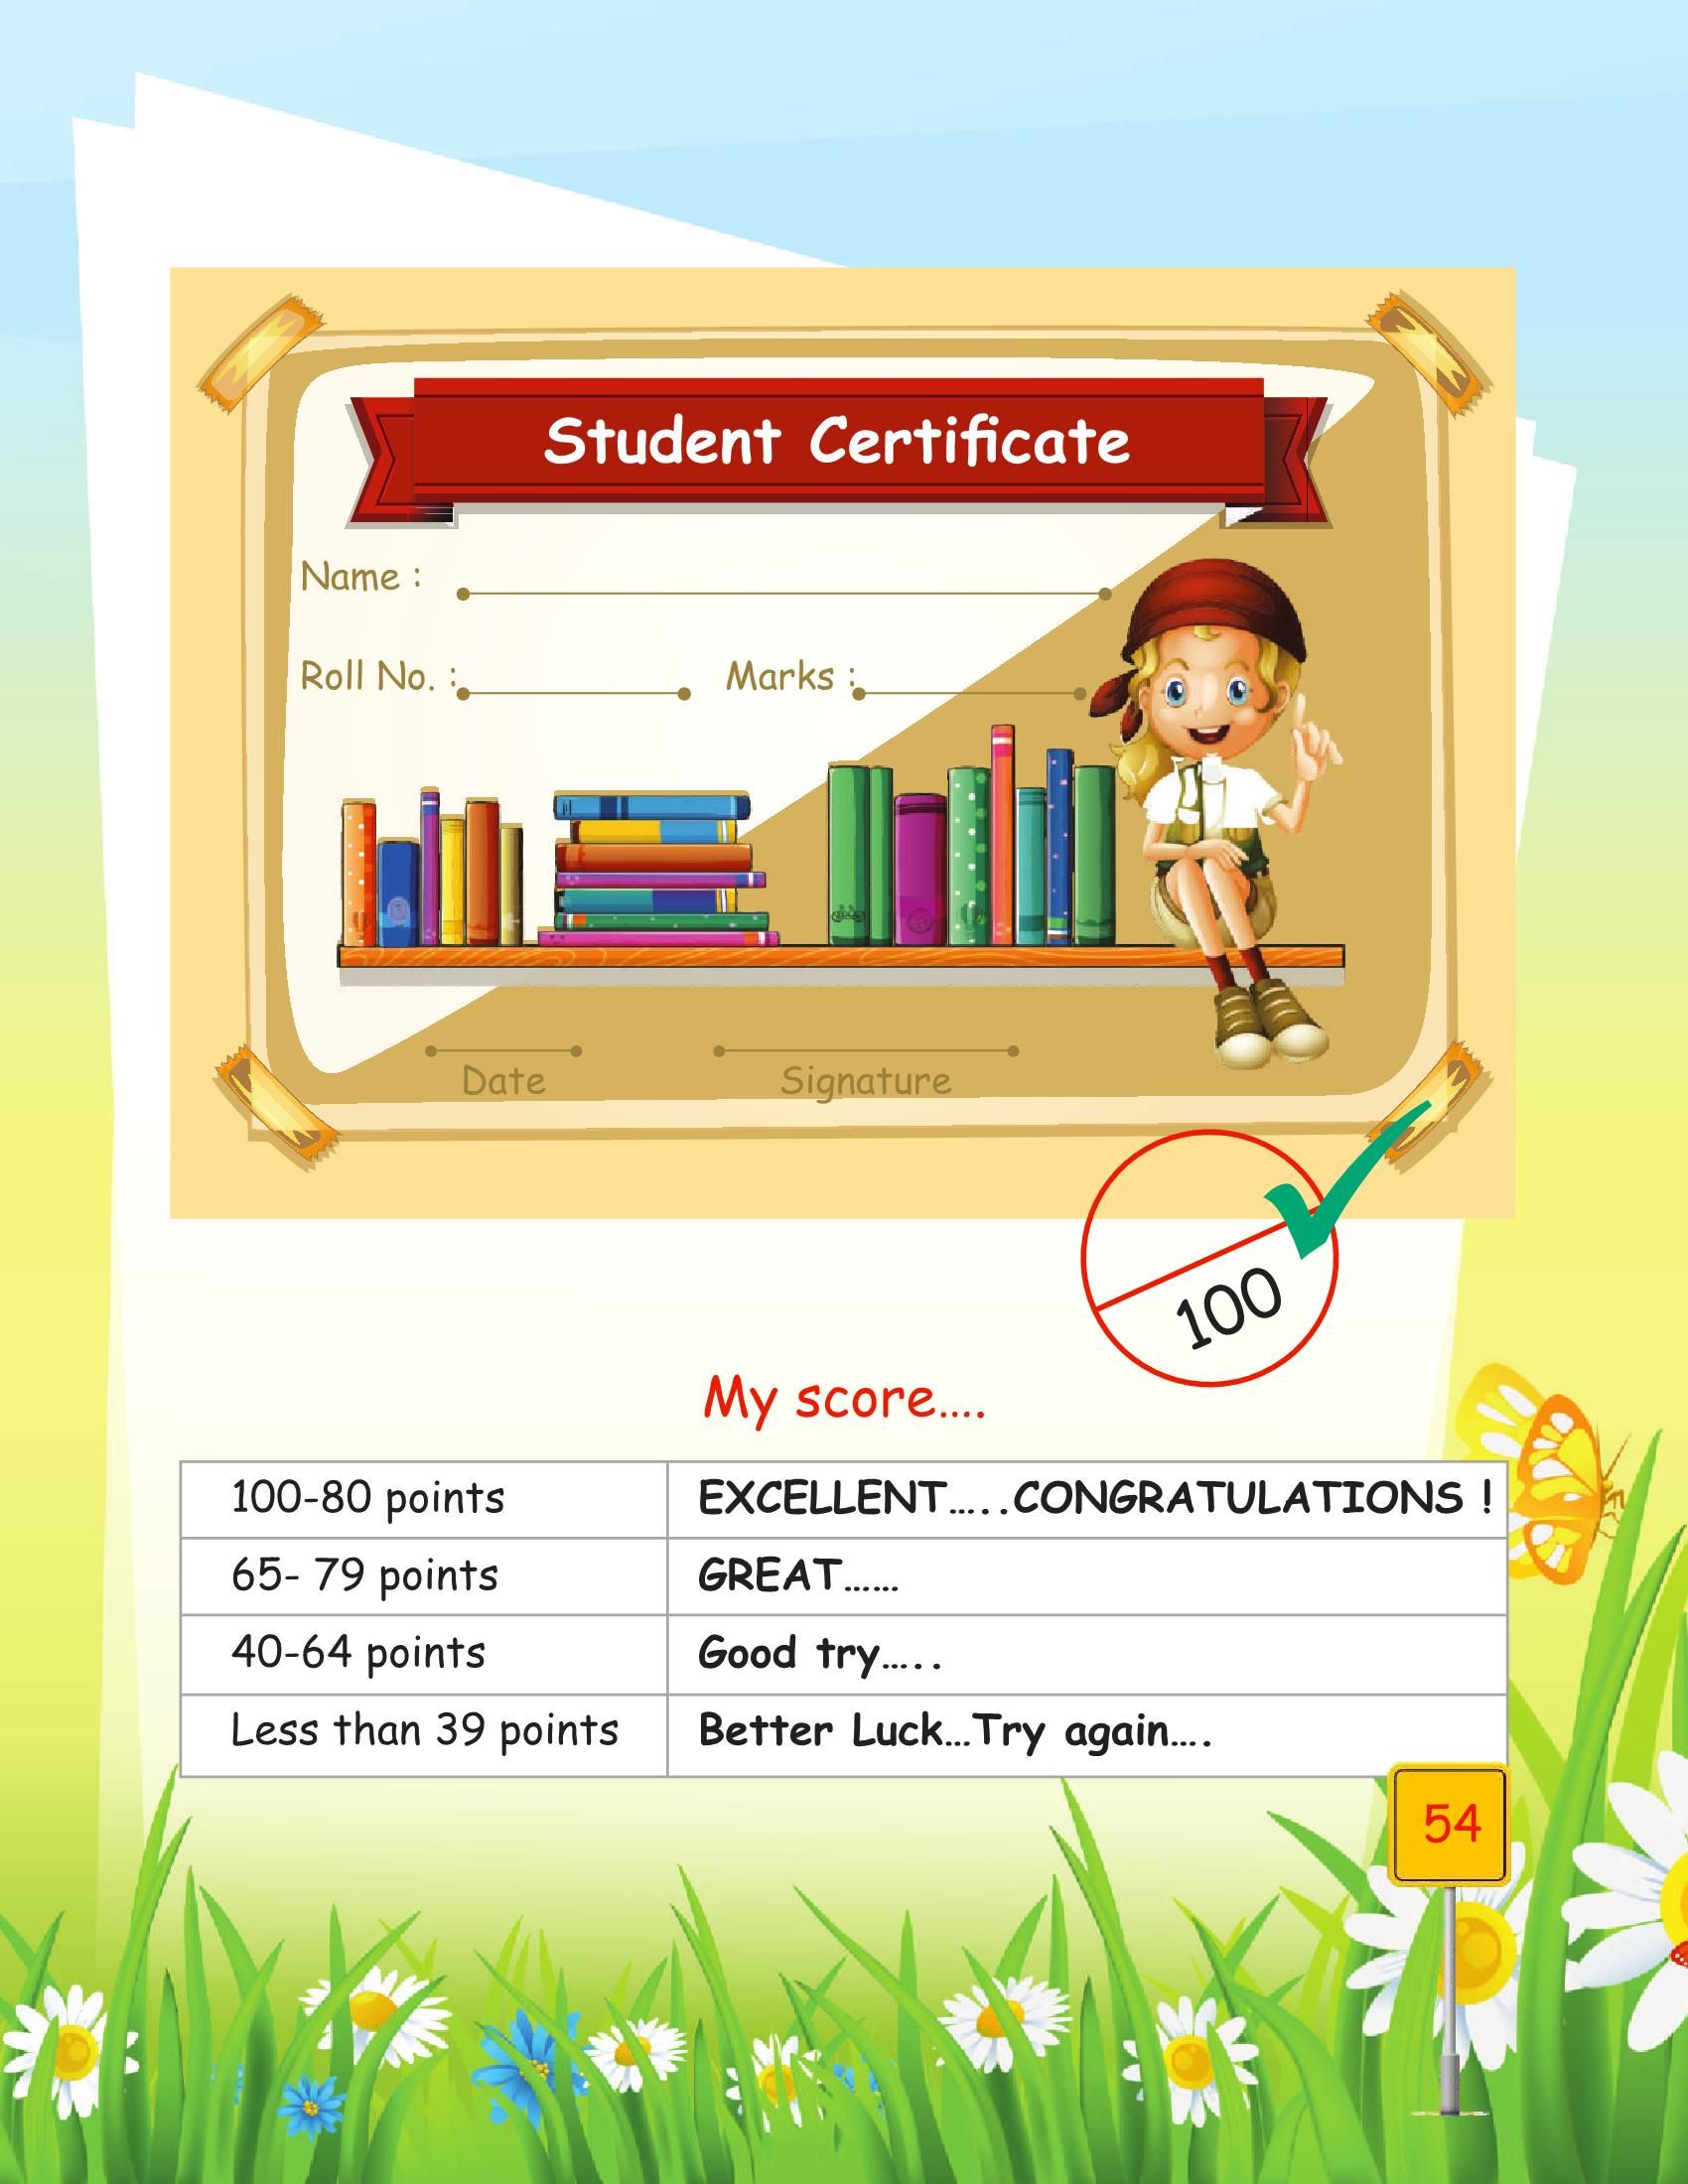 Student Certificate
Name :
Roll No. : Marks :
Date Signature
100
My score....
100-80 points EXCELLENT.....CONGRATULATIONS !
65- 79 points GREAT......
40-64 points Good try.....
Less than 39 points Better Luck...Try again....
54